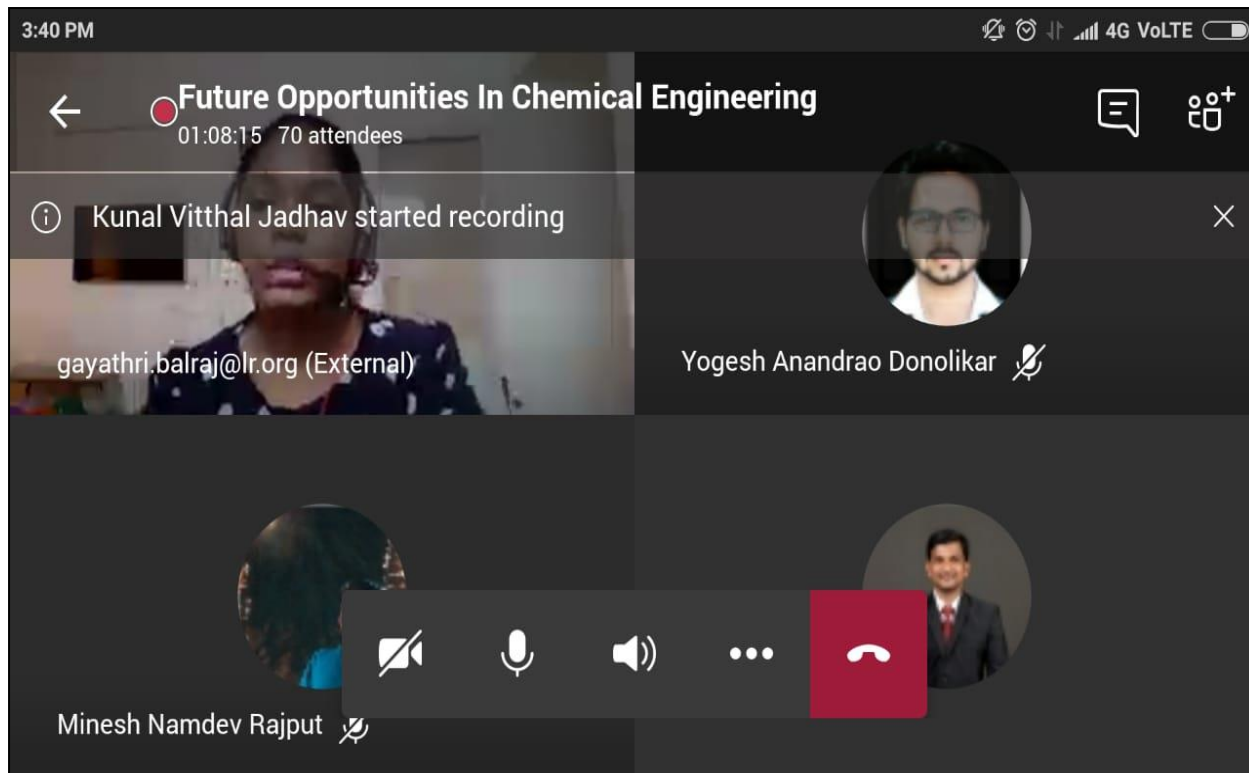 3:40 PM 4G VoLTE
Future Opportunities In Chemical Engineering
01:08:15 70 attendees
Kunal Vitthal Jadhav started recording
gayathri.balraj@lr.org (External)
Yogesh Anandrao Donolikar
Minesh Namdev Rajput